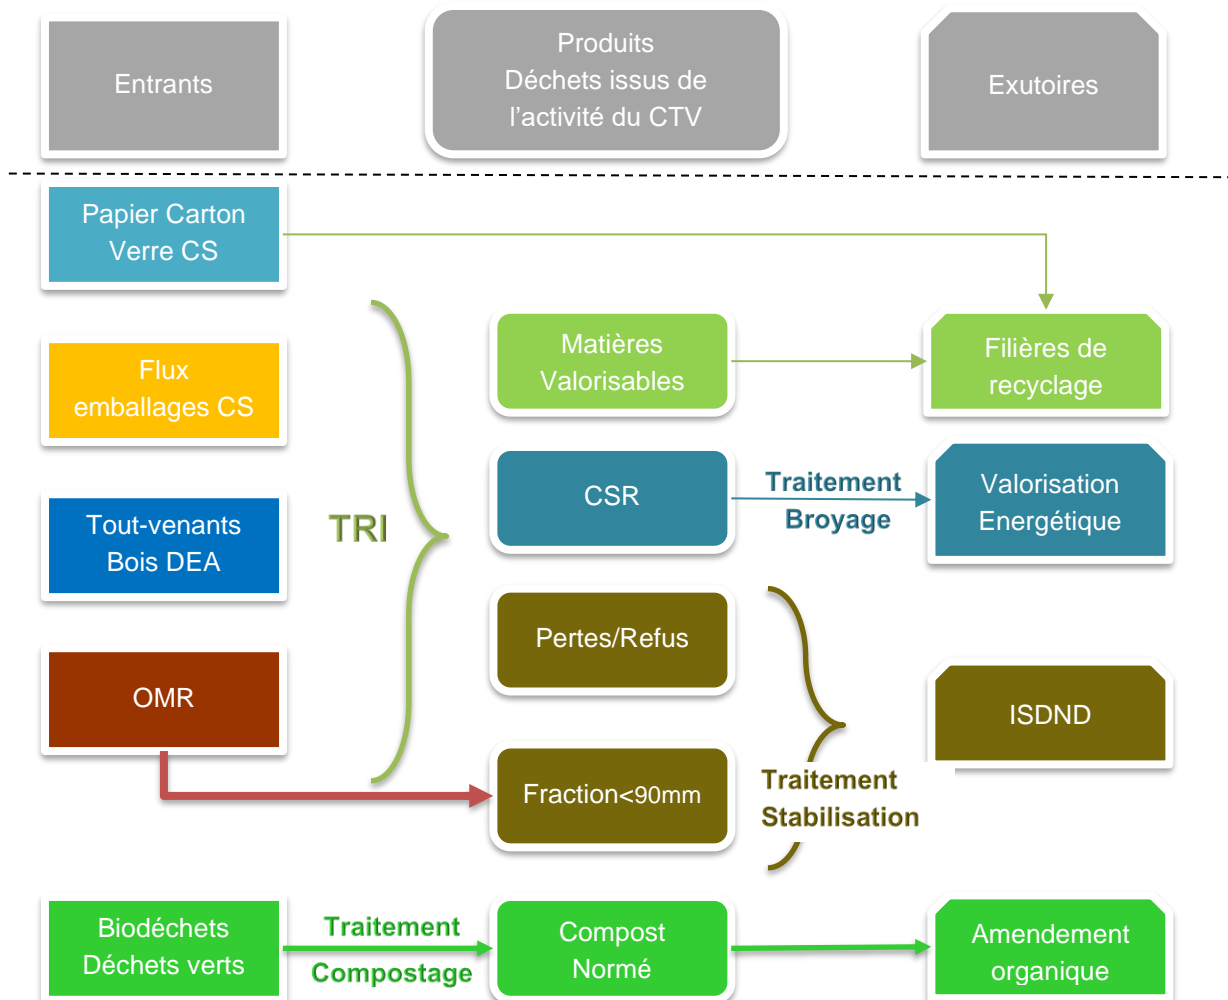 Entrants
Produits
Déchets issus de
l’activité du CTV
Exutoires
Papier Carton
Verre CS
Flux
emballages CS
Tout-venants
Bois DEA
OMR
TRI
Matières
Valorisables
Filières de
recyclage
CSR
Traitement
Broyage
Valorisation
Energétique
Pertes/Refus
Fraction<90mm
Traitement
Stabilisation
ISDND
Biodéchets
Déchets verts
Traitement
Compostage
Compost
Normé
Amendement
organique